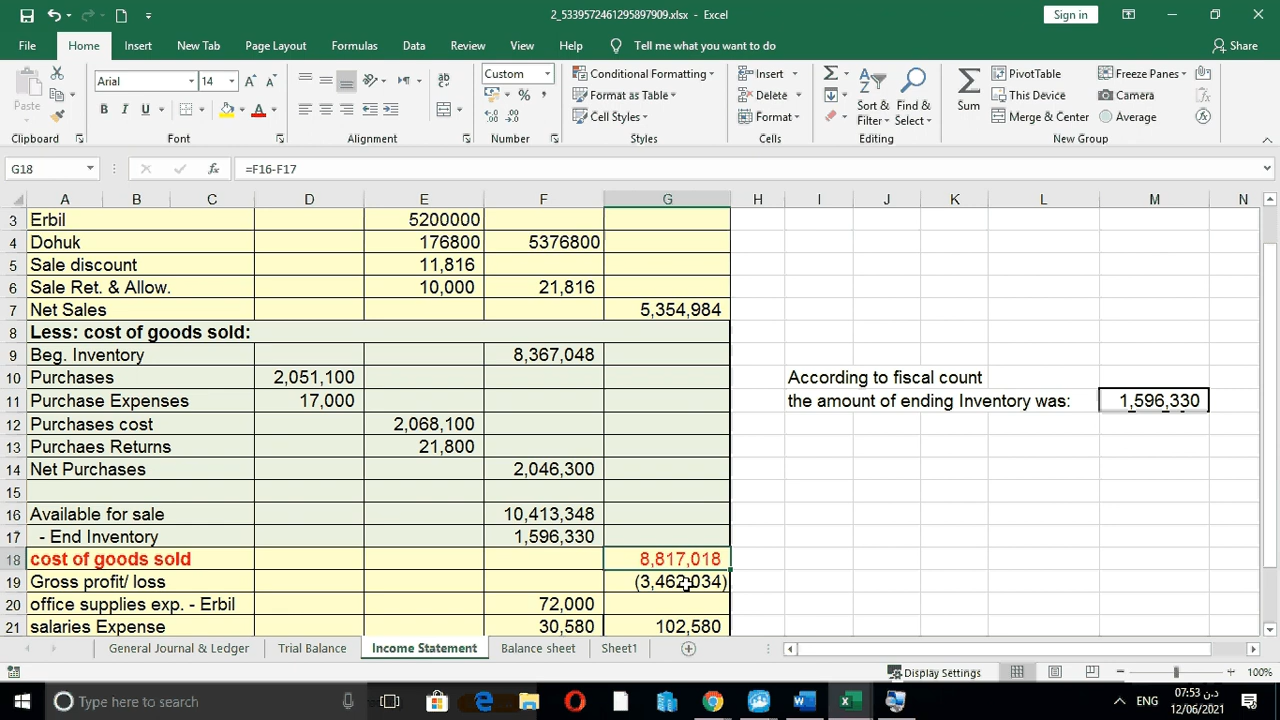 2_5339572461295897909.xlsx - Excel
Sign in
File Home Insert New Tab Page Layout Formulas Data Review View Help Tell me what you want to do Share
Paste Arial 14 Custom Conditional Formatting Insert PivotTable Freeze Panes
B I U % Format as Table Delete Sort & Filter Find & Select Sum This Device Camera
Cell Styles Format Merge & Center Average
Clipboard Font Alignment Number Styles Cells Editing New Group
G18 fx =F16-F17
A B C D E F G H I J K L M N
3 Erbil 5200000
4 Dohuk 176800 5376800
5 Sale discount 11,816
6 Sale Ret. & Allow. 10,000 21,816
7 Net Sales 5,354,984
8 Less: cost of goods sold:
9 Beg. Inventory 8,367,048
10 Purchases 2,051,100 According to fiscal count
11 Purchase Expenses 17,000 the amount of ending Inventory was: 1,596,330
12 Purchases cost 2,068,100
13 Purchaes Returns 21,800
14 Net Purchases 2,046,300
15
16 Available for sale 10,413,348
17 - End Inventory 1,596,330
18 cost of goods sold 8,817,018
19 Gross profit/ loss (3,462,034)
20 office supplies exp. - Erbil 72,000
21 salaries Expense 30,580 102,580
General Journal & Ledger Trial Balance Income Statement Balance sheet Sheet1
Display Settings 100%
Type here to search ENG 07:53 د.ن
12/06/2021